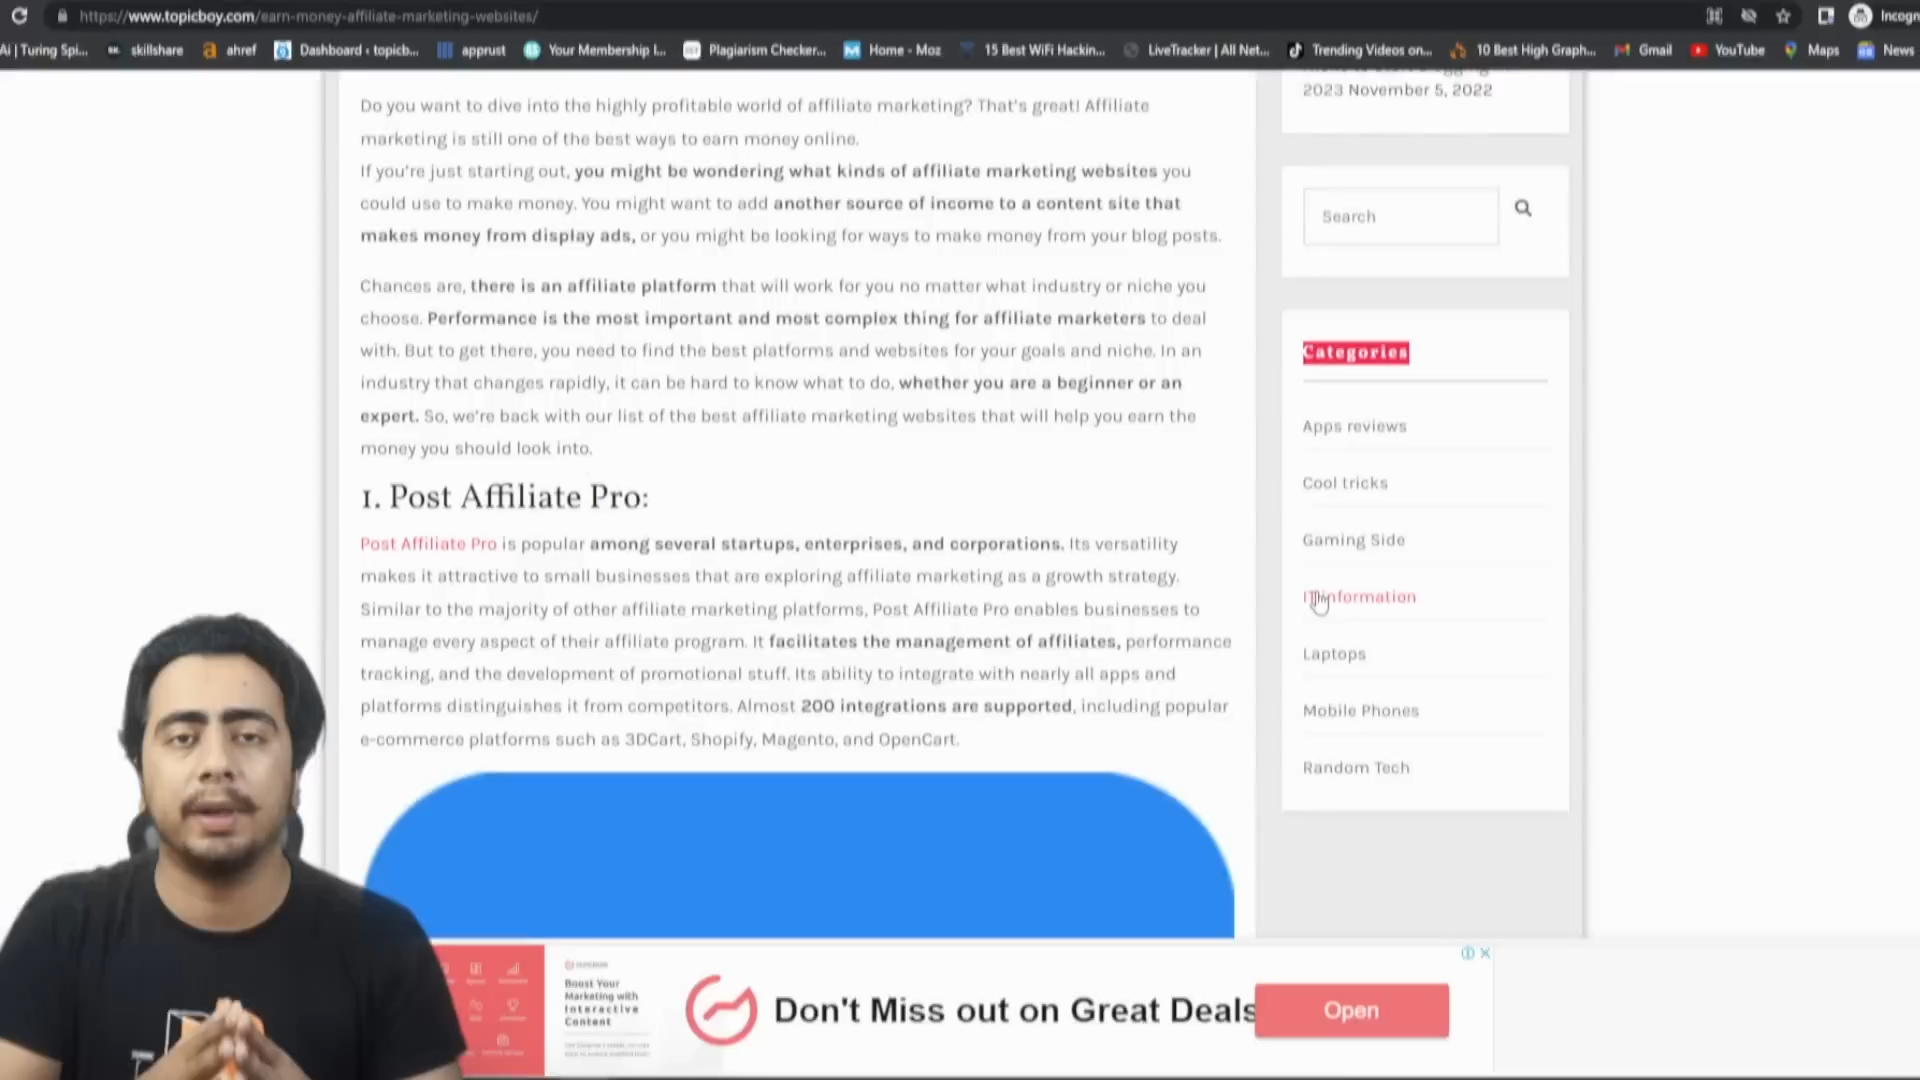 https://www.topicboy.com/earn-money-affiliate-marketing-websites/
Incogn
Ai | Turing Spi...
skillshare
ahref
Dashboard ‹ topicb...
apprust
Your Membership I...
Plagiarism Checker...
Home - Moz
15 Best WiFi Hackin...
LiveTracker | All Net...
Trending Videos on...
10 Best High Graph...
Gmail
YouTube
Maps
News
Do you want to dive into the highly profitable world of affiliate marketing? That's great! Affiliate
marketing is still one of the best ways to earn money online.
If you're just starting out, you might be wondering what kinds of affiliate marketing websites you
could use to make money. You might want to add another source of income to a content site that
makes money from display ads, or you might be looking for ways to make money from your blog posts.
Chances are, there is an affiliate platform that will work for you no matter what industry or niche you
choose. Performance is the most important and most complex thing for affiliate marketers to deal
with. But to get there, you need to find the best platforms and websites for your goals and niche. In an
industry that changes rapidly, it can be hard to know what to do, whether you are a beginner or an
expert. So, we're back with our list of the best affiliate marketing websites that will help you earn the
money you should look into.
1. Post Affiliate Pro:
Post Affiliate Pro is popular among several startups, enterprises, and corporations. Its versatility
makes it attractive to small businesses that are exploring affiliate marketing as a growth strategy.
Similar to the majority of other affiliate marketing platforms, Post Affiliate Pro enables businesses to
manage every aspect of their affiliate program. It facilitates the management of affiliates, performance
tracking, and the development of promotional stuff. Its ability to integrate with nearly all apps and
platforms distinguishes it from competitors. Almost 200 integrations are supported, including popular
e-commerce platforms such as 3DCart, Shopify, Magento, and OpenCart.
2023 November 5, 2022
Search
Categories
Apps reviews
Cool tricks
Gaming Side
IT information
Laptops
Mobile Phones
Random Tech
Boost Your
Marketing with
Interactive
Content
Don't Miss out on Great Deals
Open